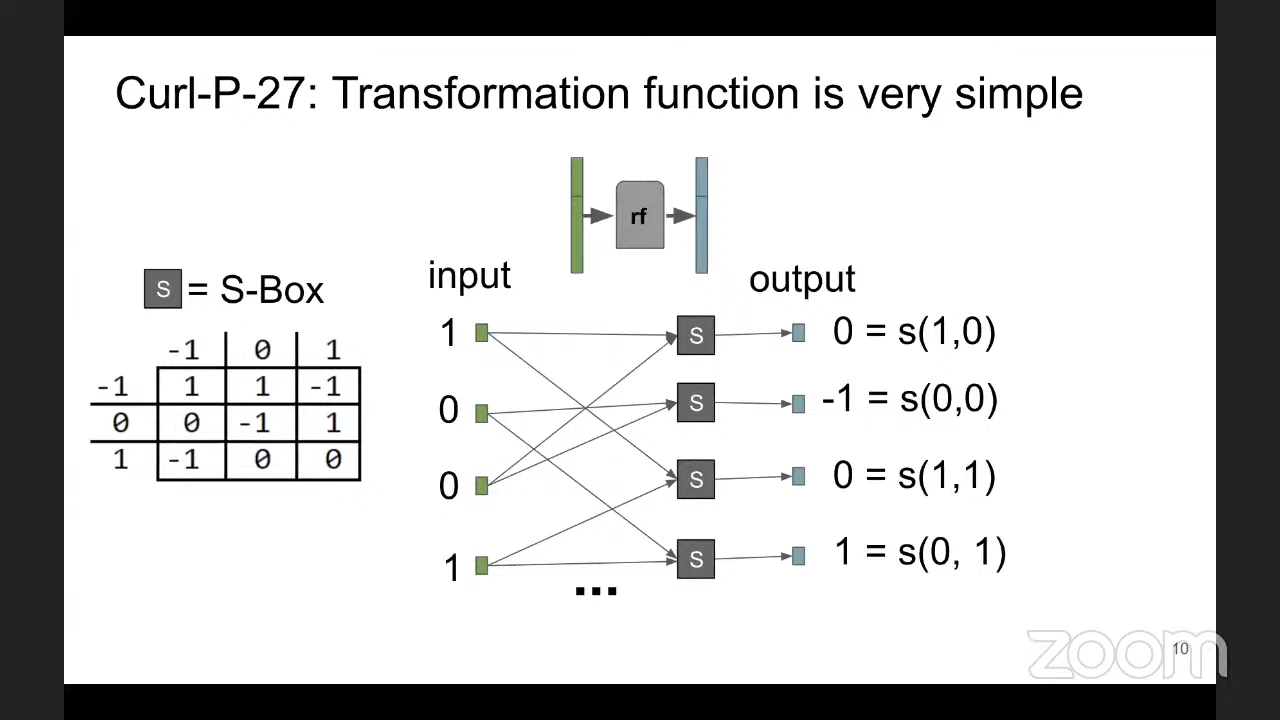 Curl-P-27: Transformation function is very simple
rf
S = S-Box
-1 0 1
-1 1 1 -1
0 0 -1 1
1 -1 0 0
input
output
1 S 0 = s(1,0)
0 S -1 = s(0,0)
0 S 0 = s(1,1)
1 S 1 = s(0, 1)
...
10
zoom